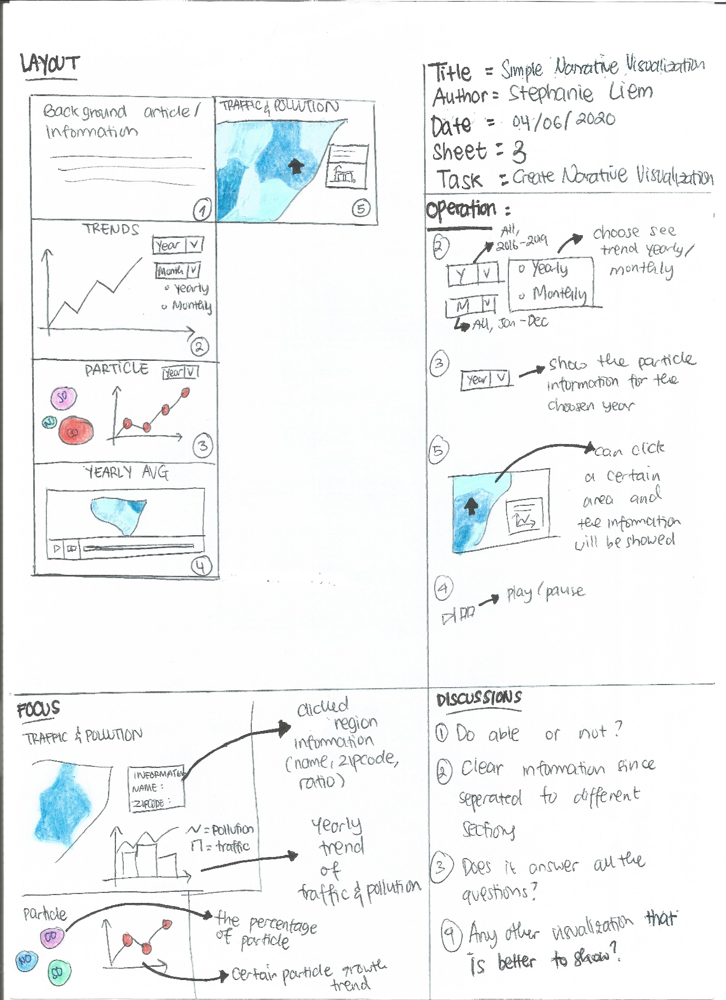 LAYOUT
Background article/
Information
1
TRAFFIC & POLLUTION
5
TRENDS
Year V
Month V
Yearly
Monthly
2
PARTICLE
Year V
SO
NO
CO
3
YEARLY AVG
4
Title = Simple Narrative Visualization
Author = Stephanie Liem
Date = 04/06/2020
Sheet = 3
Task = Create Narative Visualization
Operation :
2
All,
2016-2019
Y V
M V
All, Jan-Dec
Yearly
Monthly
choose see
trend yearly/
monthly
3
Year V
show the particle
information for the
choosen year
5
can click
a certain
area and
the information
will be showed
4
play/pause
FOCUS
TRAFFIC & POLLUTION
INFORMATION
NAME :
ZIPCODE :
clicked
region
information
(name, zipcode,
ratio)
= pollution
= traffic
yearly
trend
of
traffic & pollution
particle
CO
NO
SO
the percentage
of particle
certain particle growth
trend
DISCUSSIONS
1 Do able or not?
2 Clear information since
seperated to different
sections
3 Does it answer all the
questions?
4 Any other visualization that
is better to show?